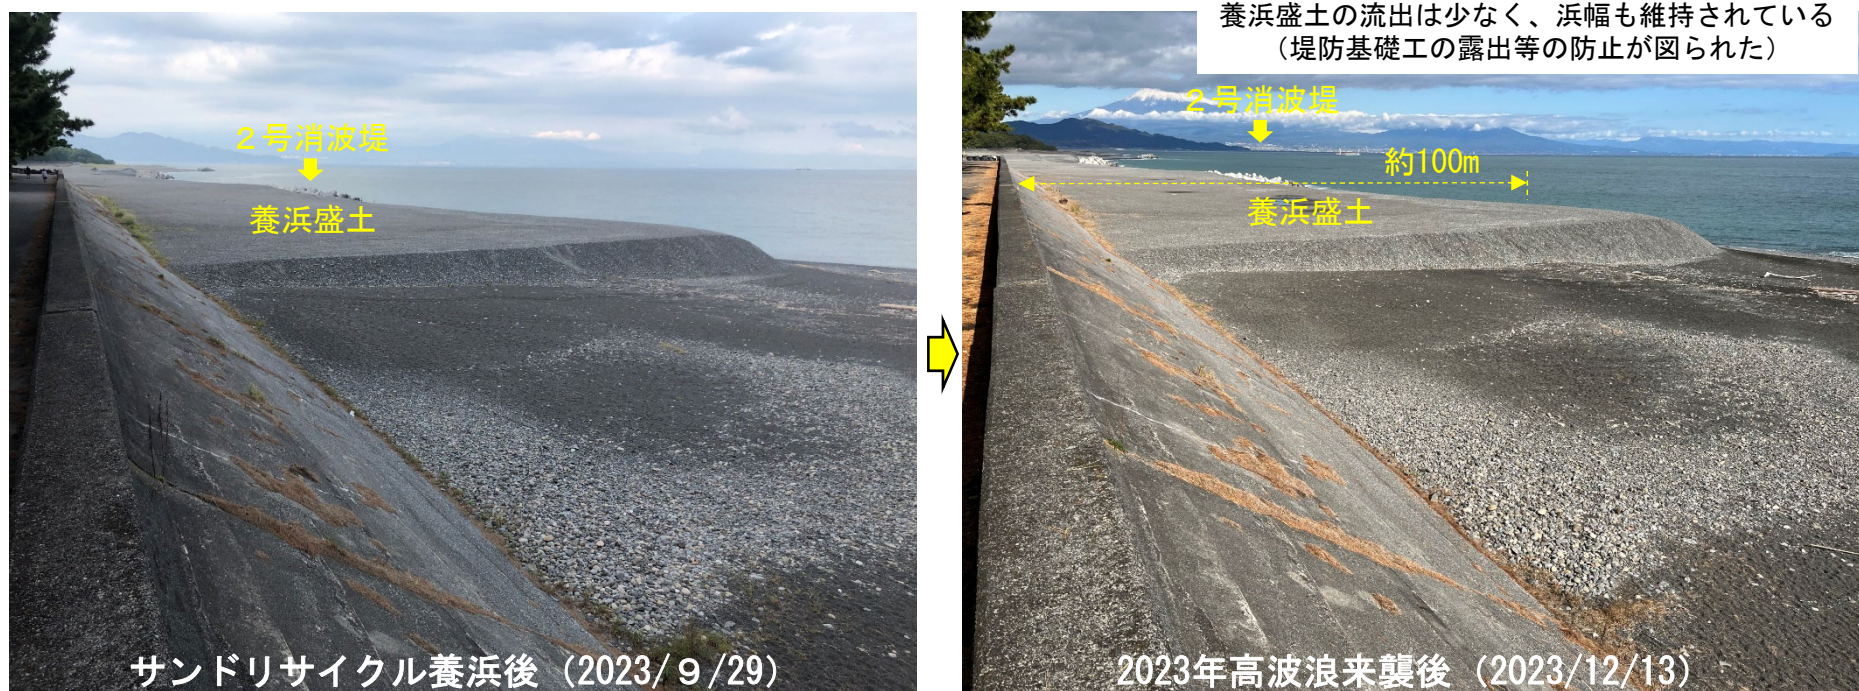 ２号消波堤
養浜盛土
サンドリサイクル養浜後（2023/９/29）
養浜盛土の流出は少なく、浜幅も維持されている
（堤防基礎工の露出等の防止が図られた）
２号消波堤
約100m
養浜盛土
2023年高波浪来襲後（2023/12/13）